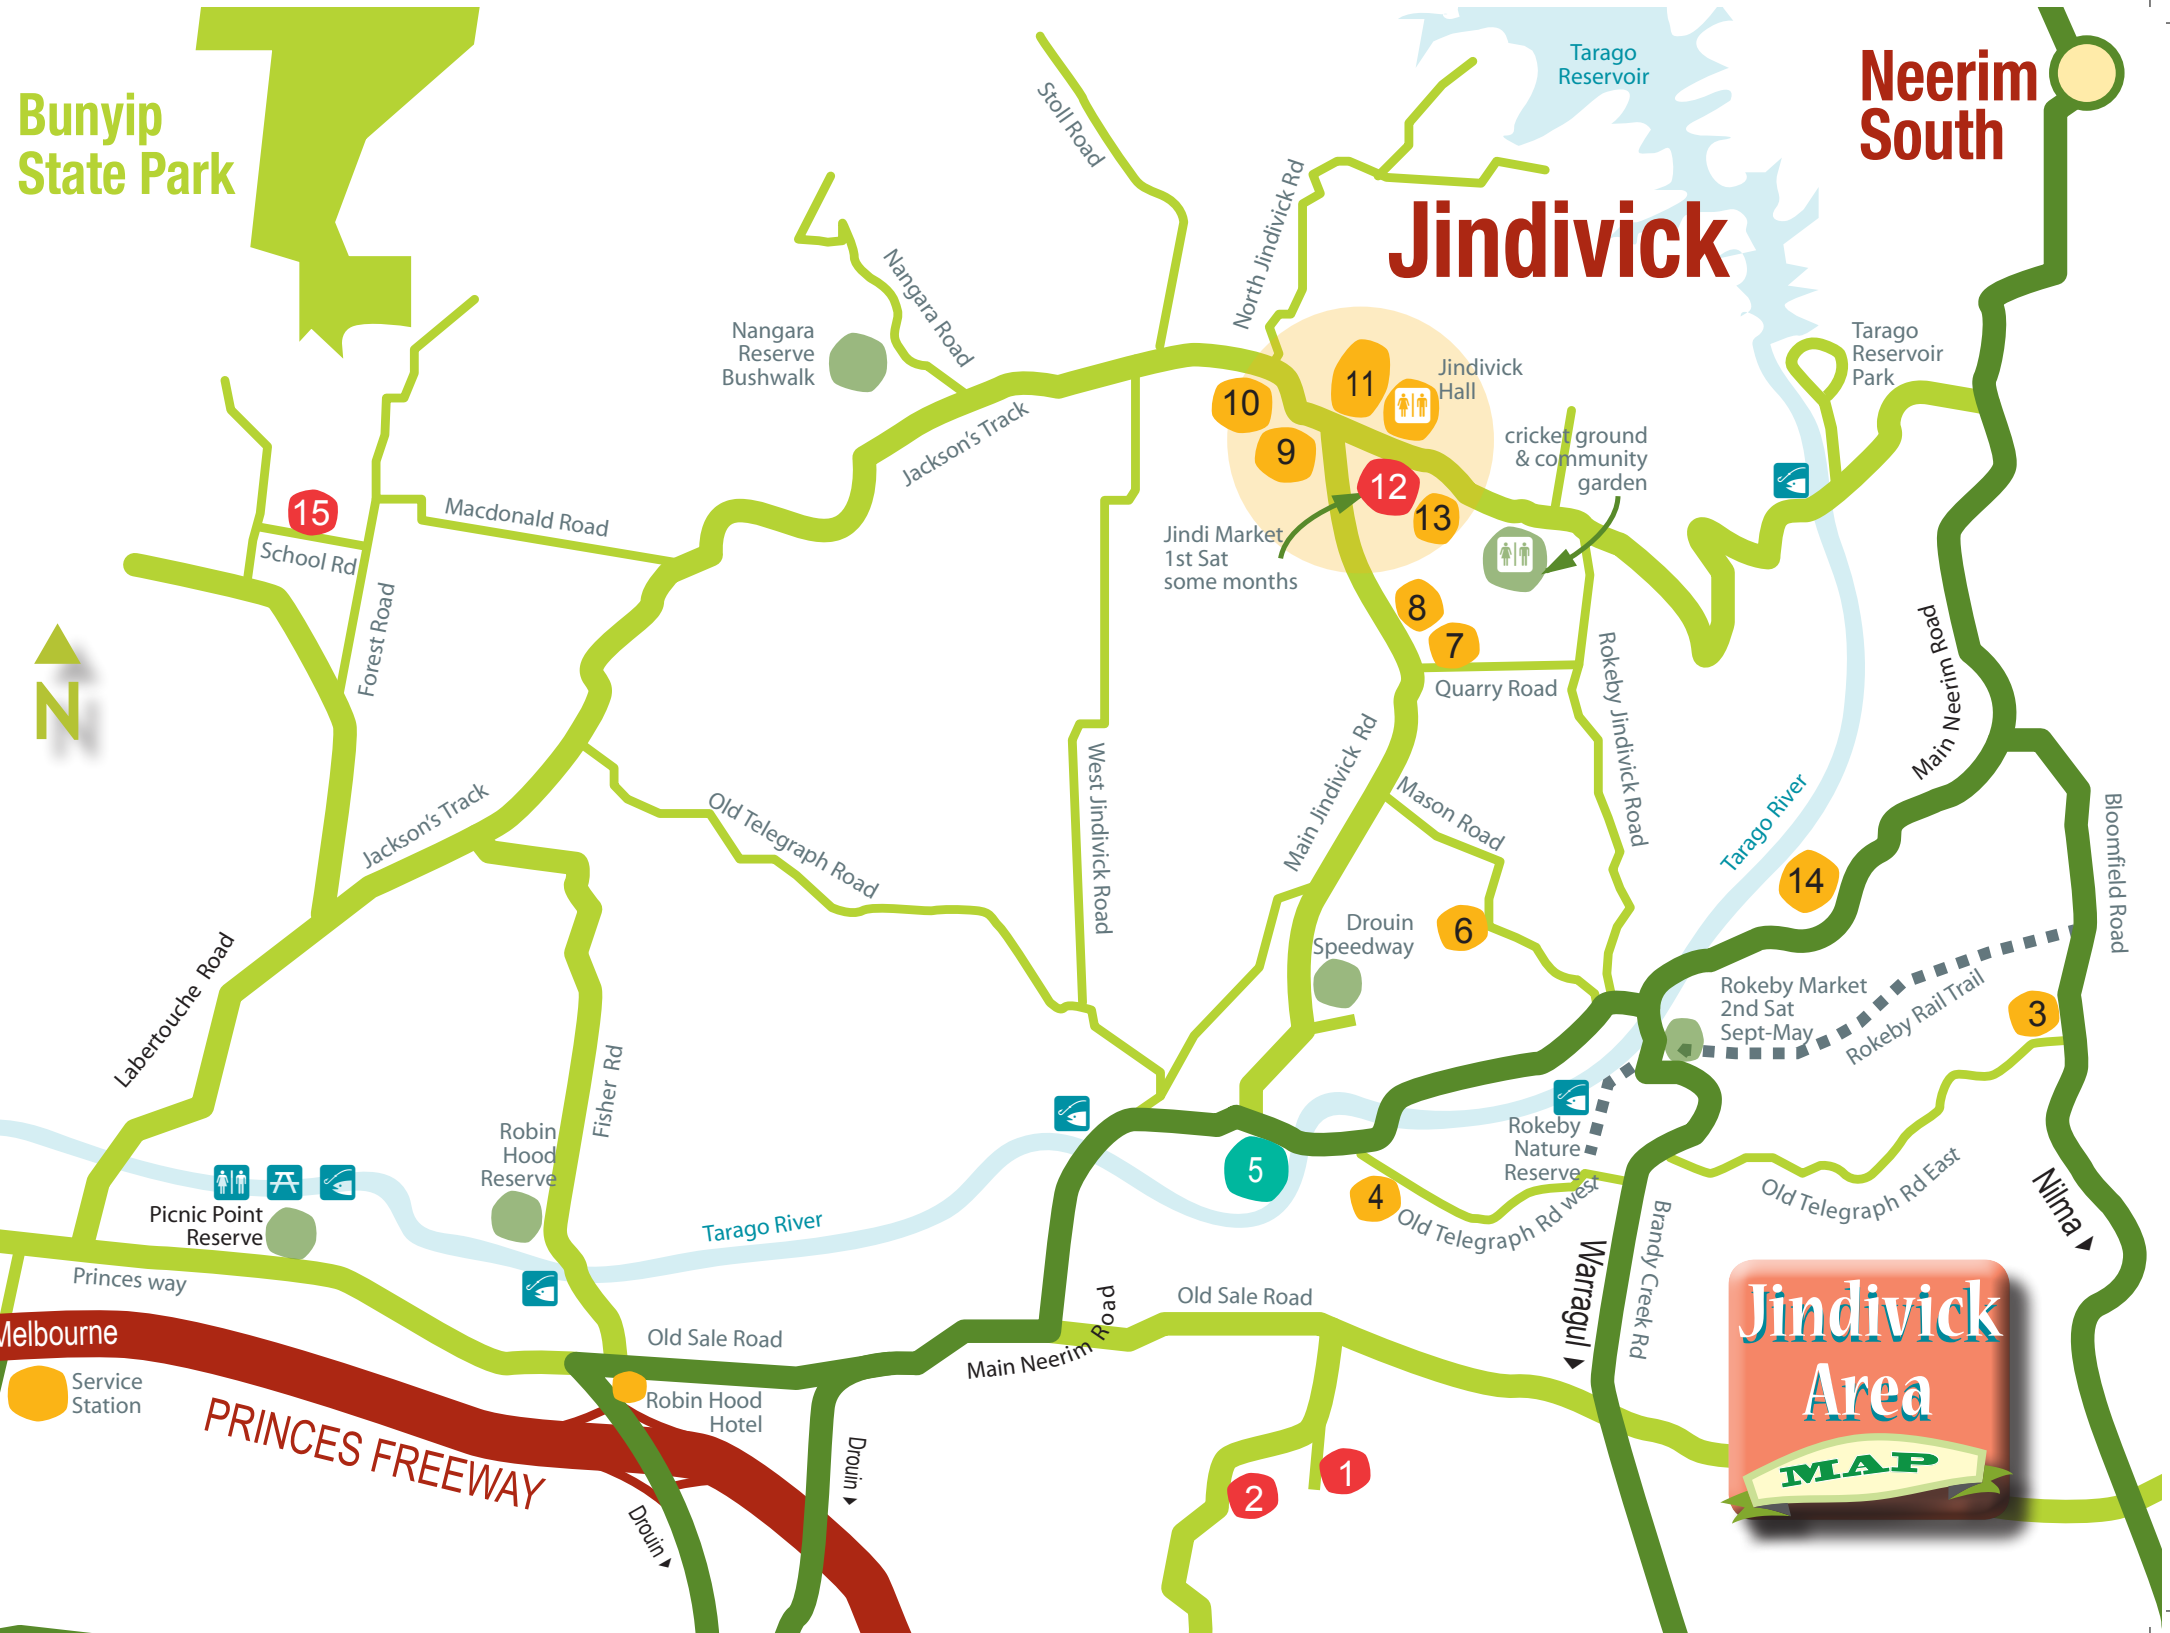 Bunyip
State Park
Stoll Road
Tarago
Reservoir
Neerim
South
Jindivick
North Jindivick Rd
Nangara Road
Nangara
Reserve
Bushwalk
Jackson's Track
10
11
9
Jindivick
Hall
cricket ground
& community
garden
12
13
Jindi Market
1st Sat
some months
Tarago
Reservoir
Park
15
School Rd
Macdonald Road
Forest Road
N
8
7
Quarry Road
Rokeby Jindivick Road
Main Neerim Road
Main Jindivick Rd
Mason Road
West Jindivick Road
Old Telegraph Road
Jackson's Track
Tarago River
14
Bloomfield Road
6
Drouin
Speedway
Labertouche Road
Fisher Rd
Rokeby Market
2nd Sat
Sept-May
Rokeby Rail Trail
3
Robin
Hood
Reserve
Rokeby
Nature
Reserve
5
4
Old Telegraph Rd west
Old Telegraph Rd East
Nilma
Picnic Point
Reserve
Tarago River
Princes way
Brandy Creek Rd
Warragul
Old Sale Road
Main Neerim Road
Old Sale Road
Melbourne
Service
Station
PRINCES FREEWAY
Robin Hood
Hotel
Drouin
Drouin
1
2
Jindivick
Area
MAP